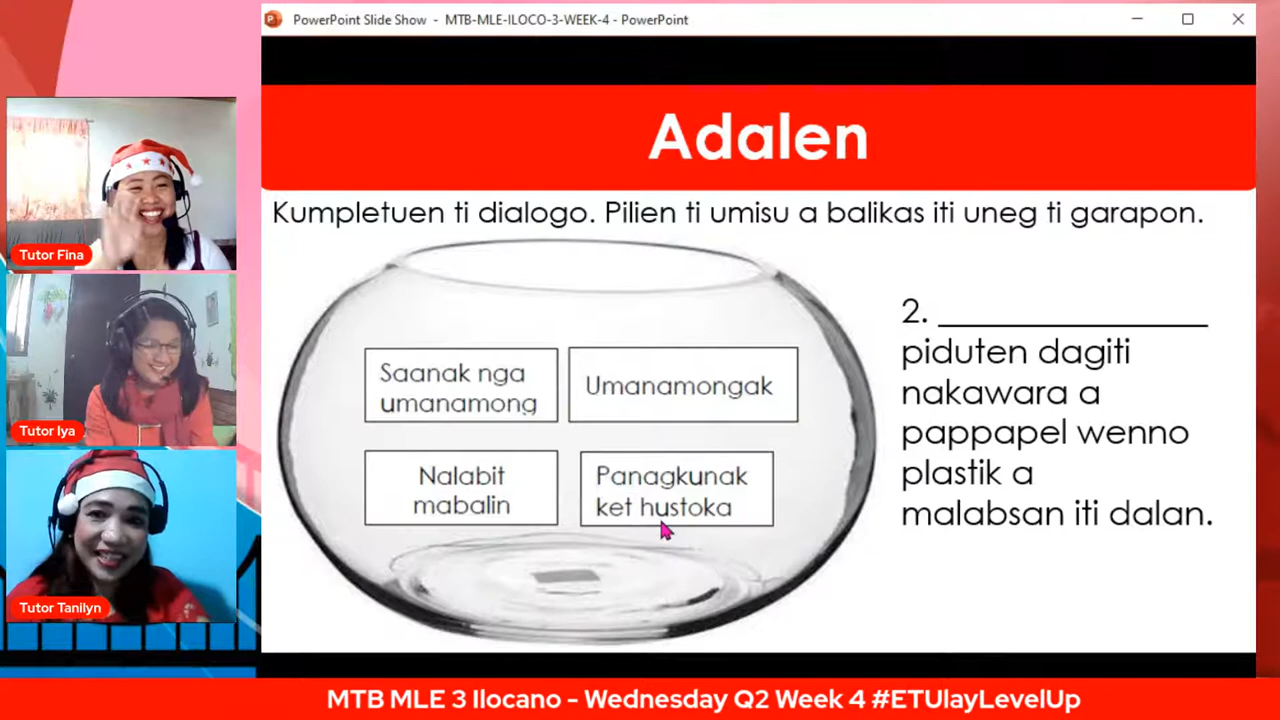 PowerPoint Slide Show - MTB-MLE-ILOCO-3-WEEK-4 - PowerPoint
Adalen
Kumpletuen ti dialogo. Pilien ti umisu a balikas iti uneg ti garapon.
Saanak nga
umanamong
Umanamongak
Nalabit
mabalin
Panagkunak
ket hustoka
2. _______________
piduten dagiti
nakawara a
pappapel wenno
plastik a
malabsan iti dalan.
Tutor Fina
Tutor Iya
Tutor Tanilyn
MTB MLE 3 Ilocano - Wednesday Q2 Week 4 #ETUlayLevelUp